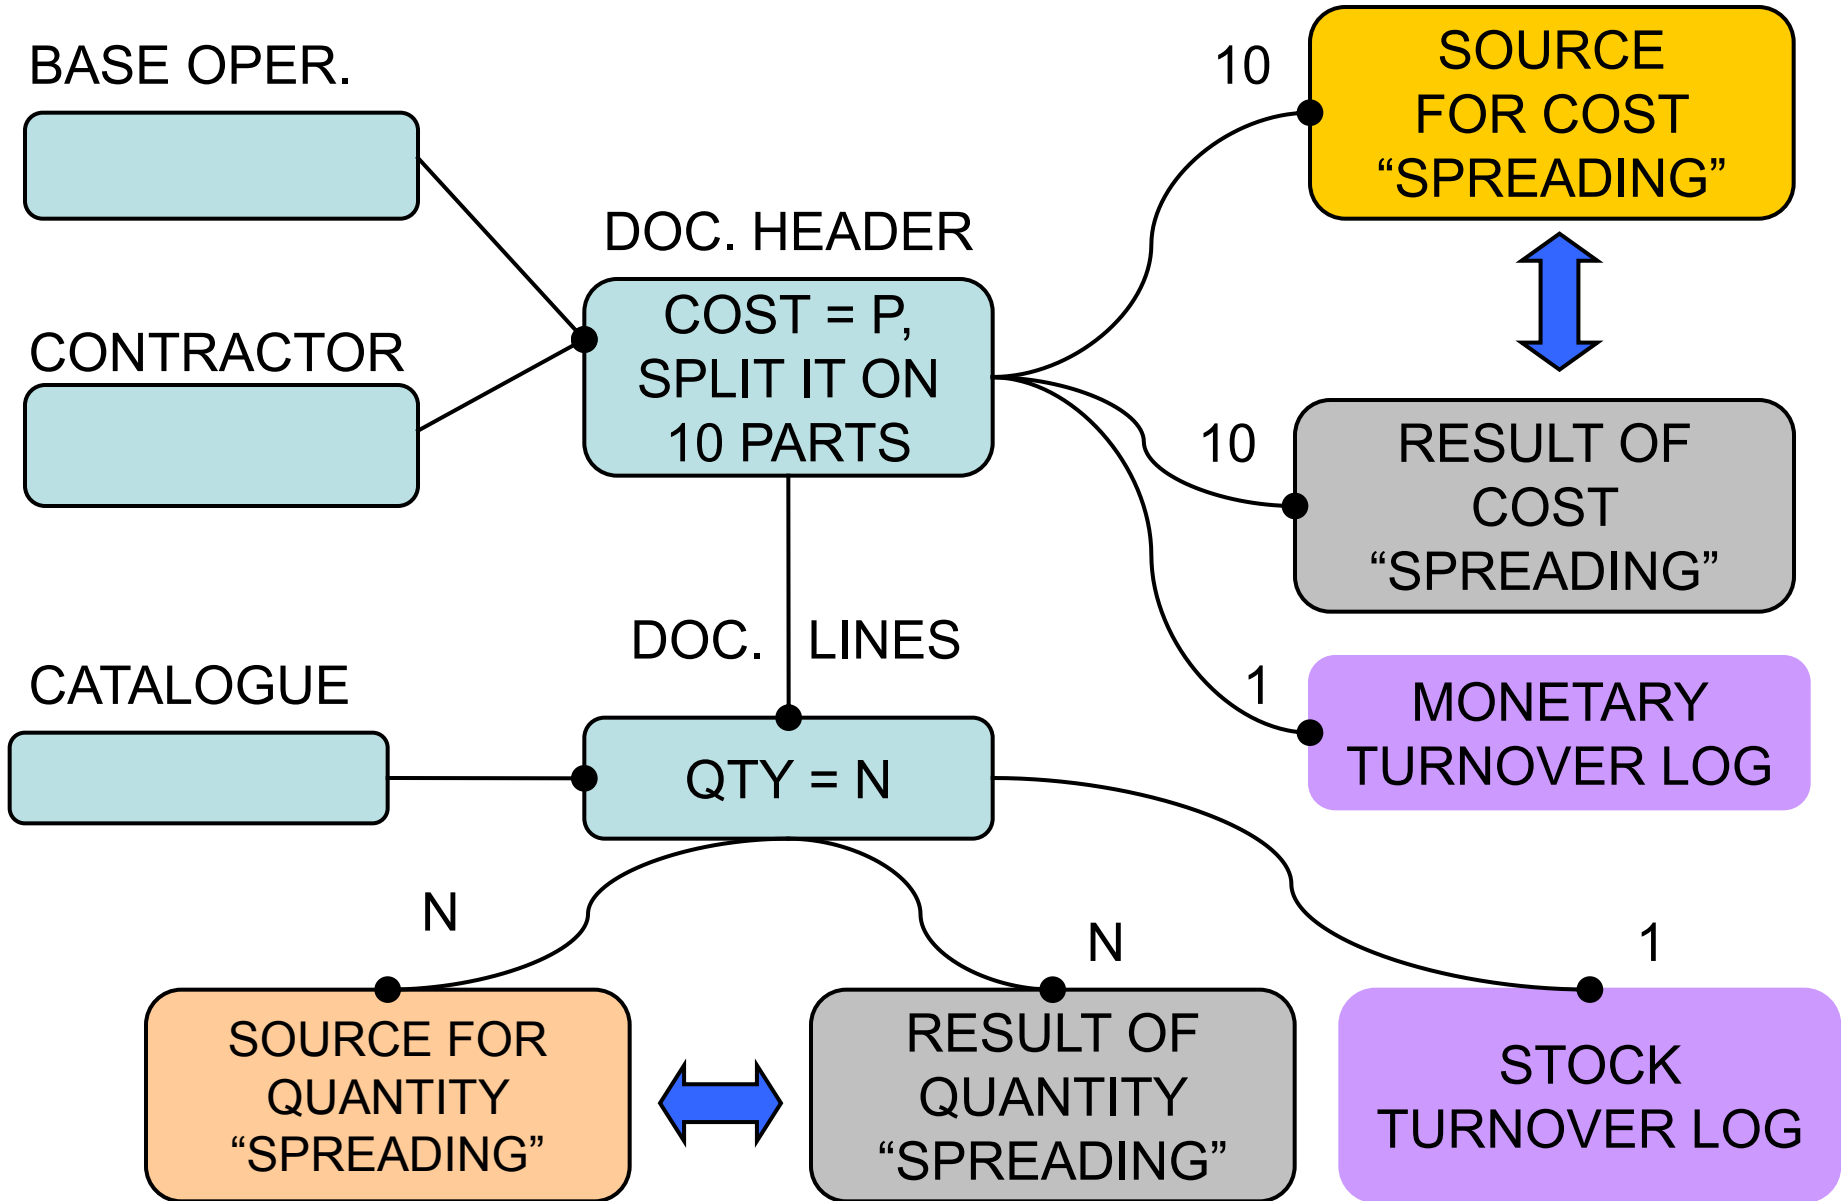 BASE OPER.
10
SOURCE
FOR COST
“SPREADING”
DOC. HEADER
COST = P,
SPLIT IT ON
10 PARTS
CONTRACTOR
10
RESULT OF
COST
“SPREADING”
DOC. LINES
CATALOGUE
1
MONETARY
TURNOVER LOG
QTY = N
N
N
1
SOURCE FOR
QUANTITY
“SPREADING”
RESULT OF
QUANTITY
“SPREADING”
STOCK
TURNOVER LOG